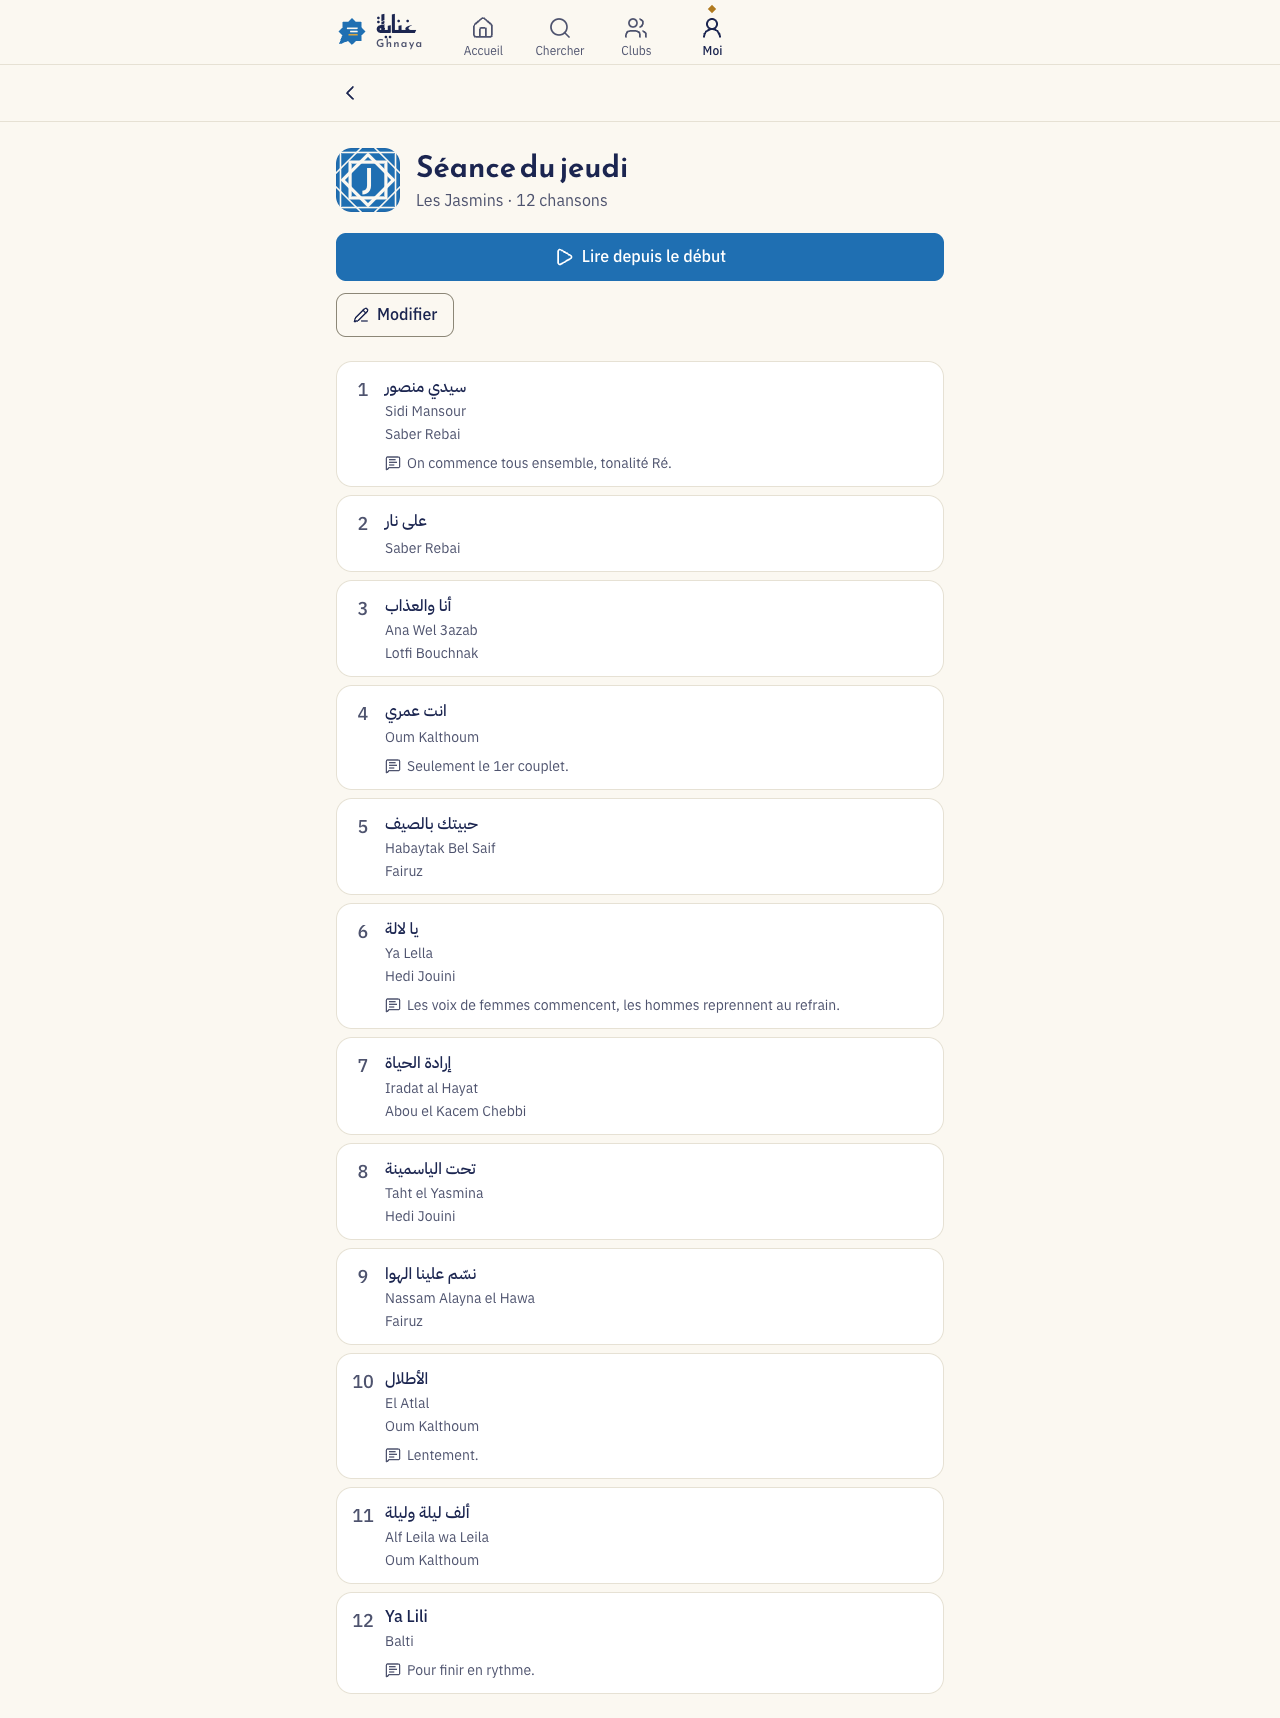 غناية
Ghnaya
Accueil
Chercher
Clubs
Moi
J
Séance du jeudi
Les Jasmins · 12 chansons
Lire depuis le début
Modifier
1
سيدي منصور
Sidi Mansour
Saber Rebai
On commence tous ensemble, tonalité Ré.
2
على نار
Saber Rebai
3
أنا والعذاب
Ana Wel 3azab
Lotfi Bouchnak
4
انت عمري
Oum Kalthoum
Seulement le 1er couplet.
5
حبيتك بالصيف
Habaytak Bel Saif
Fairuz
6
يا لالة
Ya Lella
Hedi Jouini
Les voix de femmes commencent, les hommes reprennent au refrain.
7
إرادة الحياة
Iradat al Hayat
Abou el Kacem Chebbi
8
تحت الياسمينة
Taht el Yasmina
Hedi Jouini
9
نسّم علينا الهوا
Nassam Alayna el Hawa
Fairuz
10
الأطلال
El Atlal
Oum Kalthoum
Lentement.
11
ألف ليلة وليلة
Alf Leila wa Leila
Oum Kalthoum
12
Ya Lili
Balti
Pour finir en rythme.